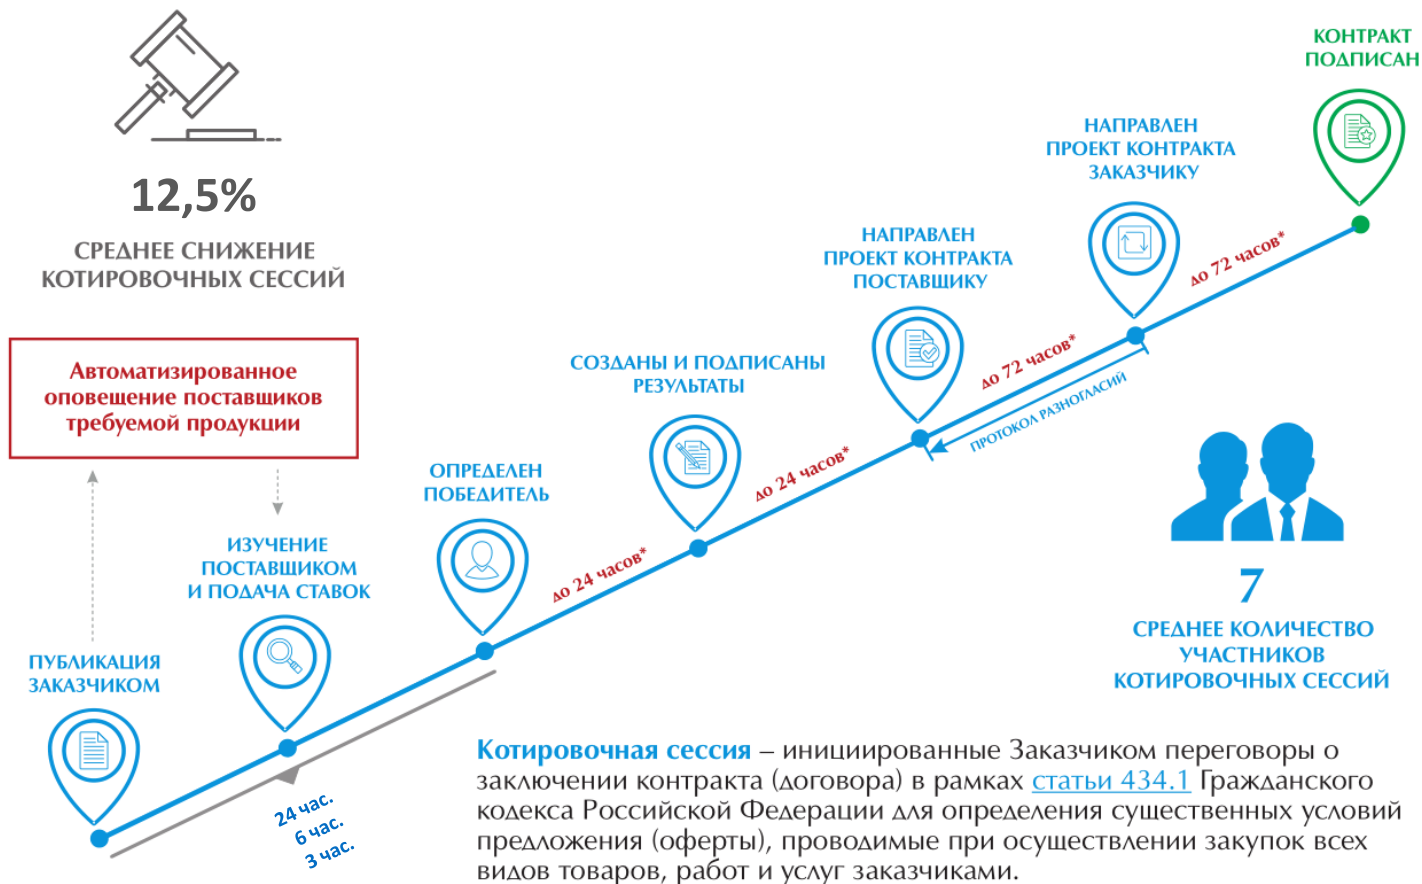 12,5%
СРЕДНЕЕ СНИЖЕНИЕ
КОТИРОВОЧНЫХ СЕССИЙ
Автоматизированное
оповещение поставщиков
требуемой продукции
ПУБЛИКАЦИЯ
ЗАКАЗЧИКОМ
ИЗУЧЕНИЕ
ПОСТАВЩИКОМ
И ПОДАЧА СТАВОК
24 час.
6 час.
3 час.
ОПРЕДЕЛЕН
ПОБЕДИТЕЛЬ
до 24 часов*
СОЗДАНЫ И ПОДПИСАНЫ
РЕЗУЛЬТАТЫ
до 24 часов*
НАПРАВЛЕН
ПРОЕКТ КОНТРАКТА
ПОСТАВЩИКУ
до 72 часов*
ПРОТОКОЛ РАЗНОГЛАСИЙ
НАПРАВЛЕН
ПРОЕКТ КОНТРАКТА
ЗАКАЗЧИКУ
до 72 часов*
КОНТРАКТ
ПОДПИСАН
7
СРЕДНЕЕ КОЛИЧЕСТВО
УЧАСТНИКОВ
КОТИРОВОЧНЫХ СЕССИЙ
Котировочная сессия – инициированные Заказчиком переговоры о
заключении контракта (договора) в рамках статьи 434.1 Гражданского
кодекса Российской Федерации для определения существенных условий
предложения (оферты), проводимые при осуществлении закупок всех
видов товаров, работ и услуг заказчиками.